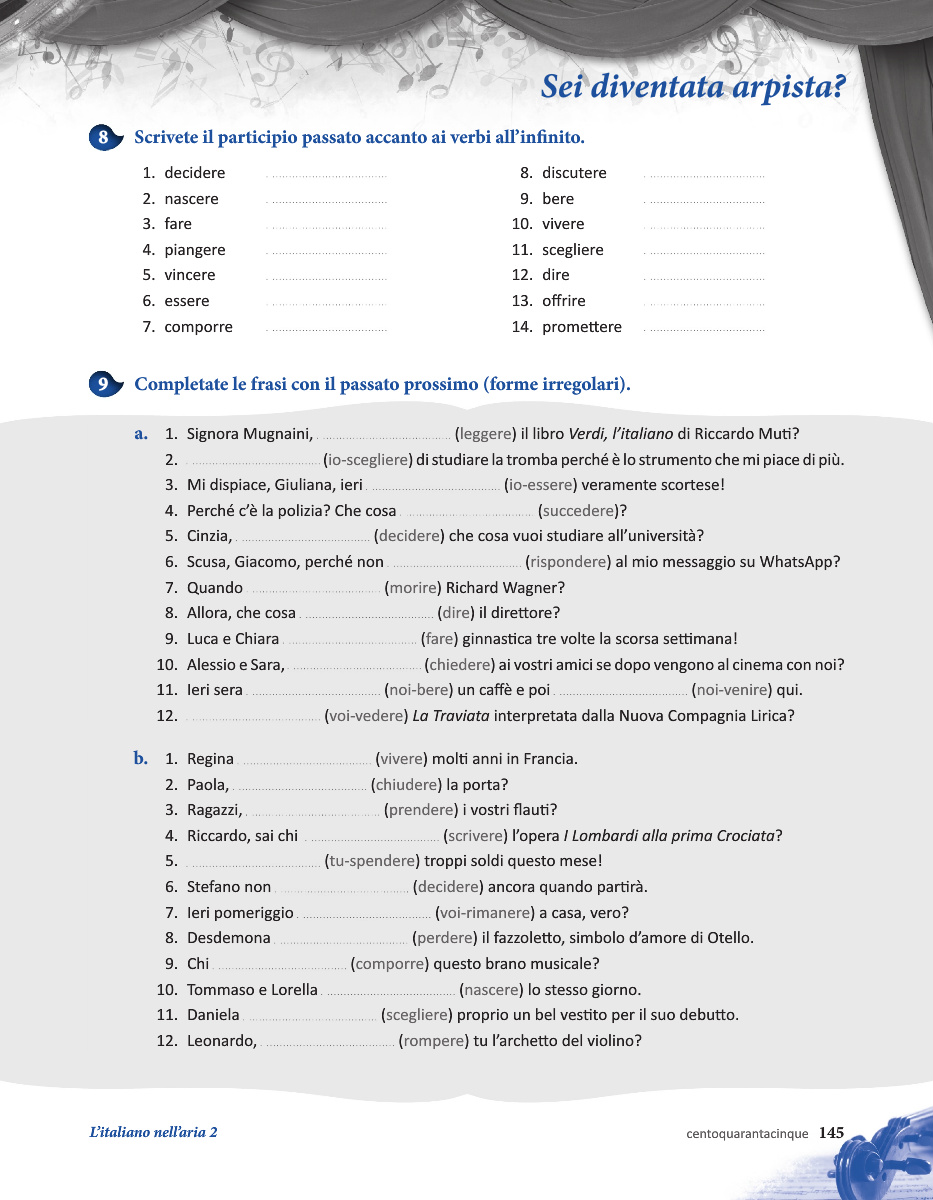 Sei diventata arpista?
8 Scrivete il participio passato accanto ai verbi all'infinito.
1. decidere ..................................
2. nascere ..................................
3. fare ..................................
4. piangere ..................................
5. vincere ..................................
6. essere ..................................
7. comporre ..................................
8. discutere ..................................
9. bere ..................................
10. vivere ..................................
11. scegliere ..................................
12. dire ..................................
13. offrire ..................................
14. promettere ..................................
9 Completate le frasi con il passato prossimo (forme irregolari).
a. 1. Signora Mugnaini, .................................. (leggere) il libro Verdi, l'italiano di Riccardo Muti?
2. .................................. (io-scegliere) di studiare la tromba perché è lo strumento che mi piace di più.
3. Mi dispiace, Giuliana, ieri .................................. (io-essere) veramente scortese!
4. Perché c'è la polizia? Che cosa .................................. (succedere)?
5. Cinzia, .................................. (decidere) che cosa vuoi studiare all'università?
6. Scusa, Giacomo, perché non .................................. (rispondere) al mio messaggio su WhatsApp?
7. Quando .................................. (morire) Richard Wagner?
8. Allora, che cosa .................................. (dire) il direttore?
9. Luca e Chiara .................................. (fare) ginnastica tre volte la scorsa settimana!
10. Alessio e Sara, .................................. (chiedere) ai vostri amici se dopo vengono al cinema con noi?
11. Ieri sera .................................. (noi-bere) un caffè e poi .................................. (noi-venire) qui.
12. .................................. (voi-vedere) La Traviata interpretata dalla Nuova Compagnia Lirica?
b. 1. Regina .................................. (vivere) molti anni in Francia.
2. Paola, .................................. (chiudere) la porta?
3. Ragazzi, .................................. (prendere) i vostri flauti?
4. Riccardo, sai chi .................................. (scrivere) l'opera I Lombardi alla prima Crociata?
5. .................................. (tu-spendere) troppi soldi questo mese!
6. Stefano non .................................. (decidere) ancora quando partirà.
7. Ieri pomeriggio .................................. (voi-rimanere) a casa, vero?
8. Desdemona .................................. (perdere) il fazzoletto, simbolo d'amore di Otello.
9. Chi .................................. (comporre) questo brano musicale?
10. Tommaso e Lorella .................................. (nascere) lo stesso giorno.
11. Daniela .................................. (scegliere) proprio un bel vestito per il suo debutto.
12. Leonardo, .................................. (rompere) tu l'archetto del violino?
L'italiano nell'aria 2
centoquarantacinque 145